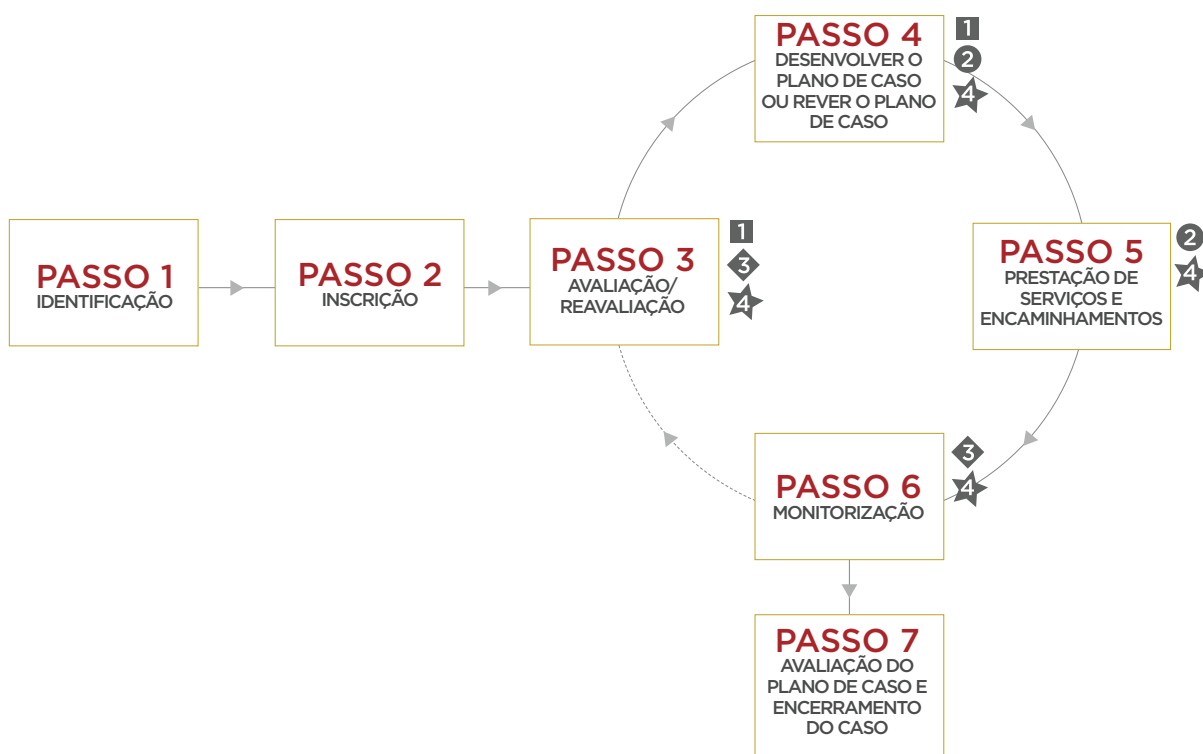 PASSO 1
IDENTIFICAÇÃO
PASSO 2
INSCRIÇÃO
PASSO 3
AVALIAÇÃO/
REAVALIAÇÃO
1
3
4
PASSO 4
DESENVOLVER O
PLANO DE CASO
OU REVER O PLANO
DE CASO
1
2
4
PASSO 5
PRESTAÇÃO DE
SERVIÇOS E
ENCAMINHAMENTOS
2
4
PASSO 6
MONITORIZAÇÃO
3
4
PASSO 7
AVALIAÇÃO DO
PLANO DE CASO E
ENCERRAMENTO
DO CASO